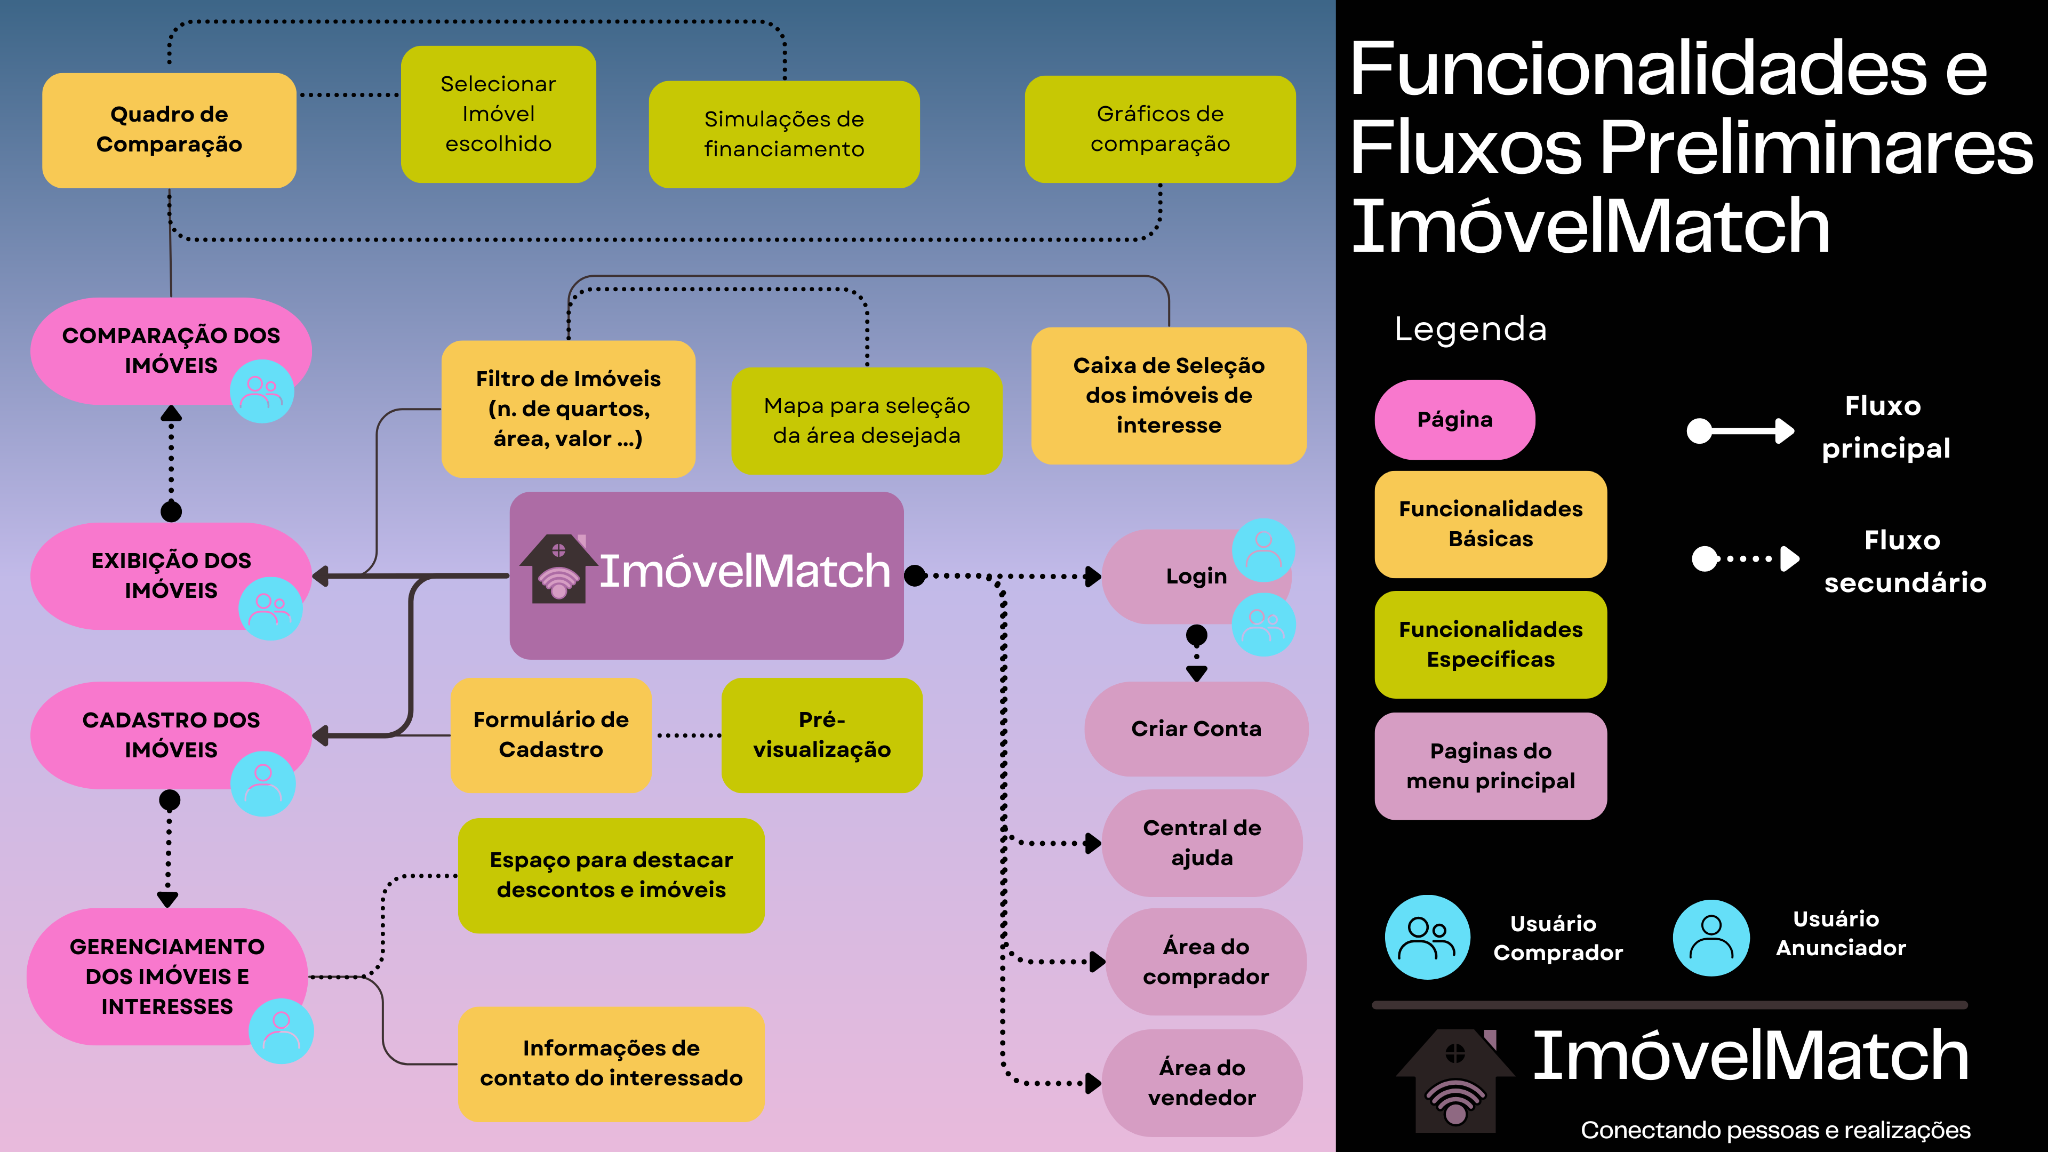 Quadro de
Comparação
Selecionar
Imóvel
escolhido
Simulações de
financiamento
Gráficos de
comparação
COMPARAÇÃO DOS
IMÓVEIS
Filtro de Imóveis
(n. de quartos,
área, valor ...)
Mapa para seleção
da área desejada
Caixa de Seleção
dos imóveis de
interesse
EXIBIÇÃO DOS
IMÓVEIS
ImóvelMatch
Login
CADASTRO DOS
IMÓVEIS
Formulário de
Cadastro
Pré-
visualização
Criar Conta
Espaço para destacar
descontos e imóveis
Central de
ajuda
GERENCIAMENTO
DOS IMÓVEIS E
INTERESSES
Informações de
contato do interessado
Área do
comprador
Área do
vendedor
Funcionalidades e
Fluxos Preliminares
ImóvelMatch
Legenda
Página
Fluxo
principal
Funcionalidades
Básicas
Fluxo
secundário
Funcionalidades
Específicas
Paginas do
menu principal
Usuário
Comprador
Usuário
Anunciador
ImóvelMatch
Conectando pessoas e realizações